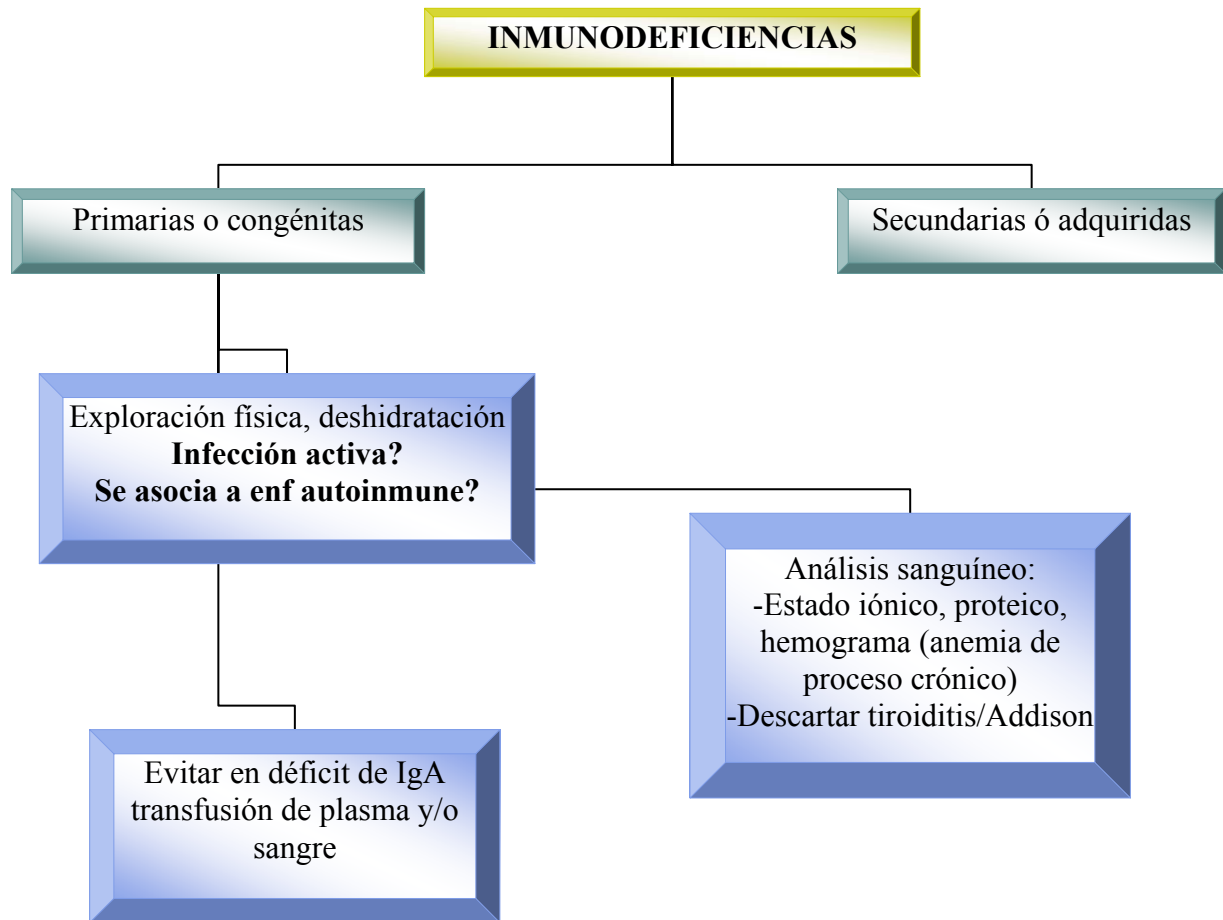 INMUNODEFICIENCIAS
Primarias o congénitas
Secundarias ó adquiridas
Exploración física, deshidratación
Infección activa?
Se asocia a enf autoinmune?
Análisis sanguíneo:
-Estado iónico, proteico,
hemograma (anemia de
proceso crónico)
-Descartar tiroiditis/Addison
Evitar en déficit de IgA
transfusión de plasma y/o
sangre